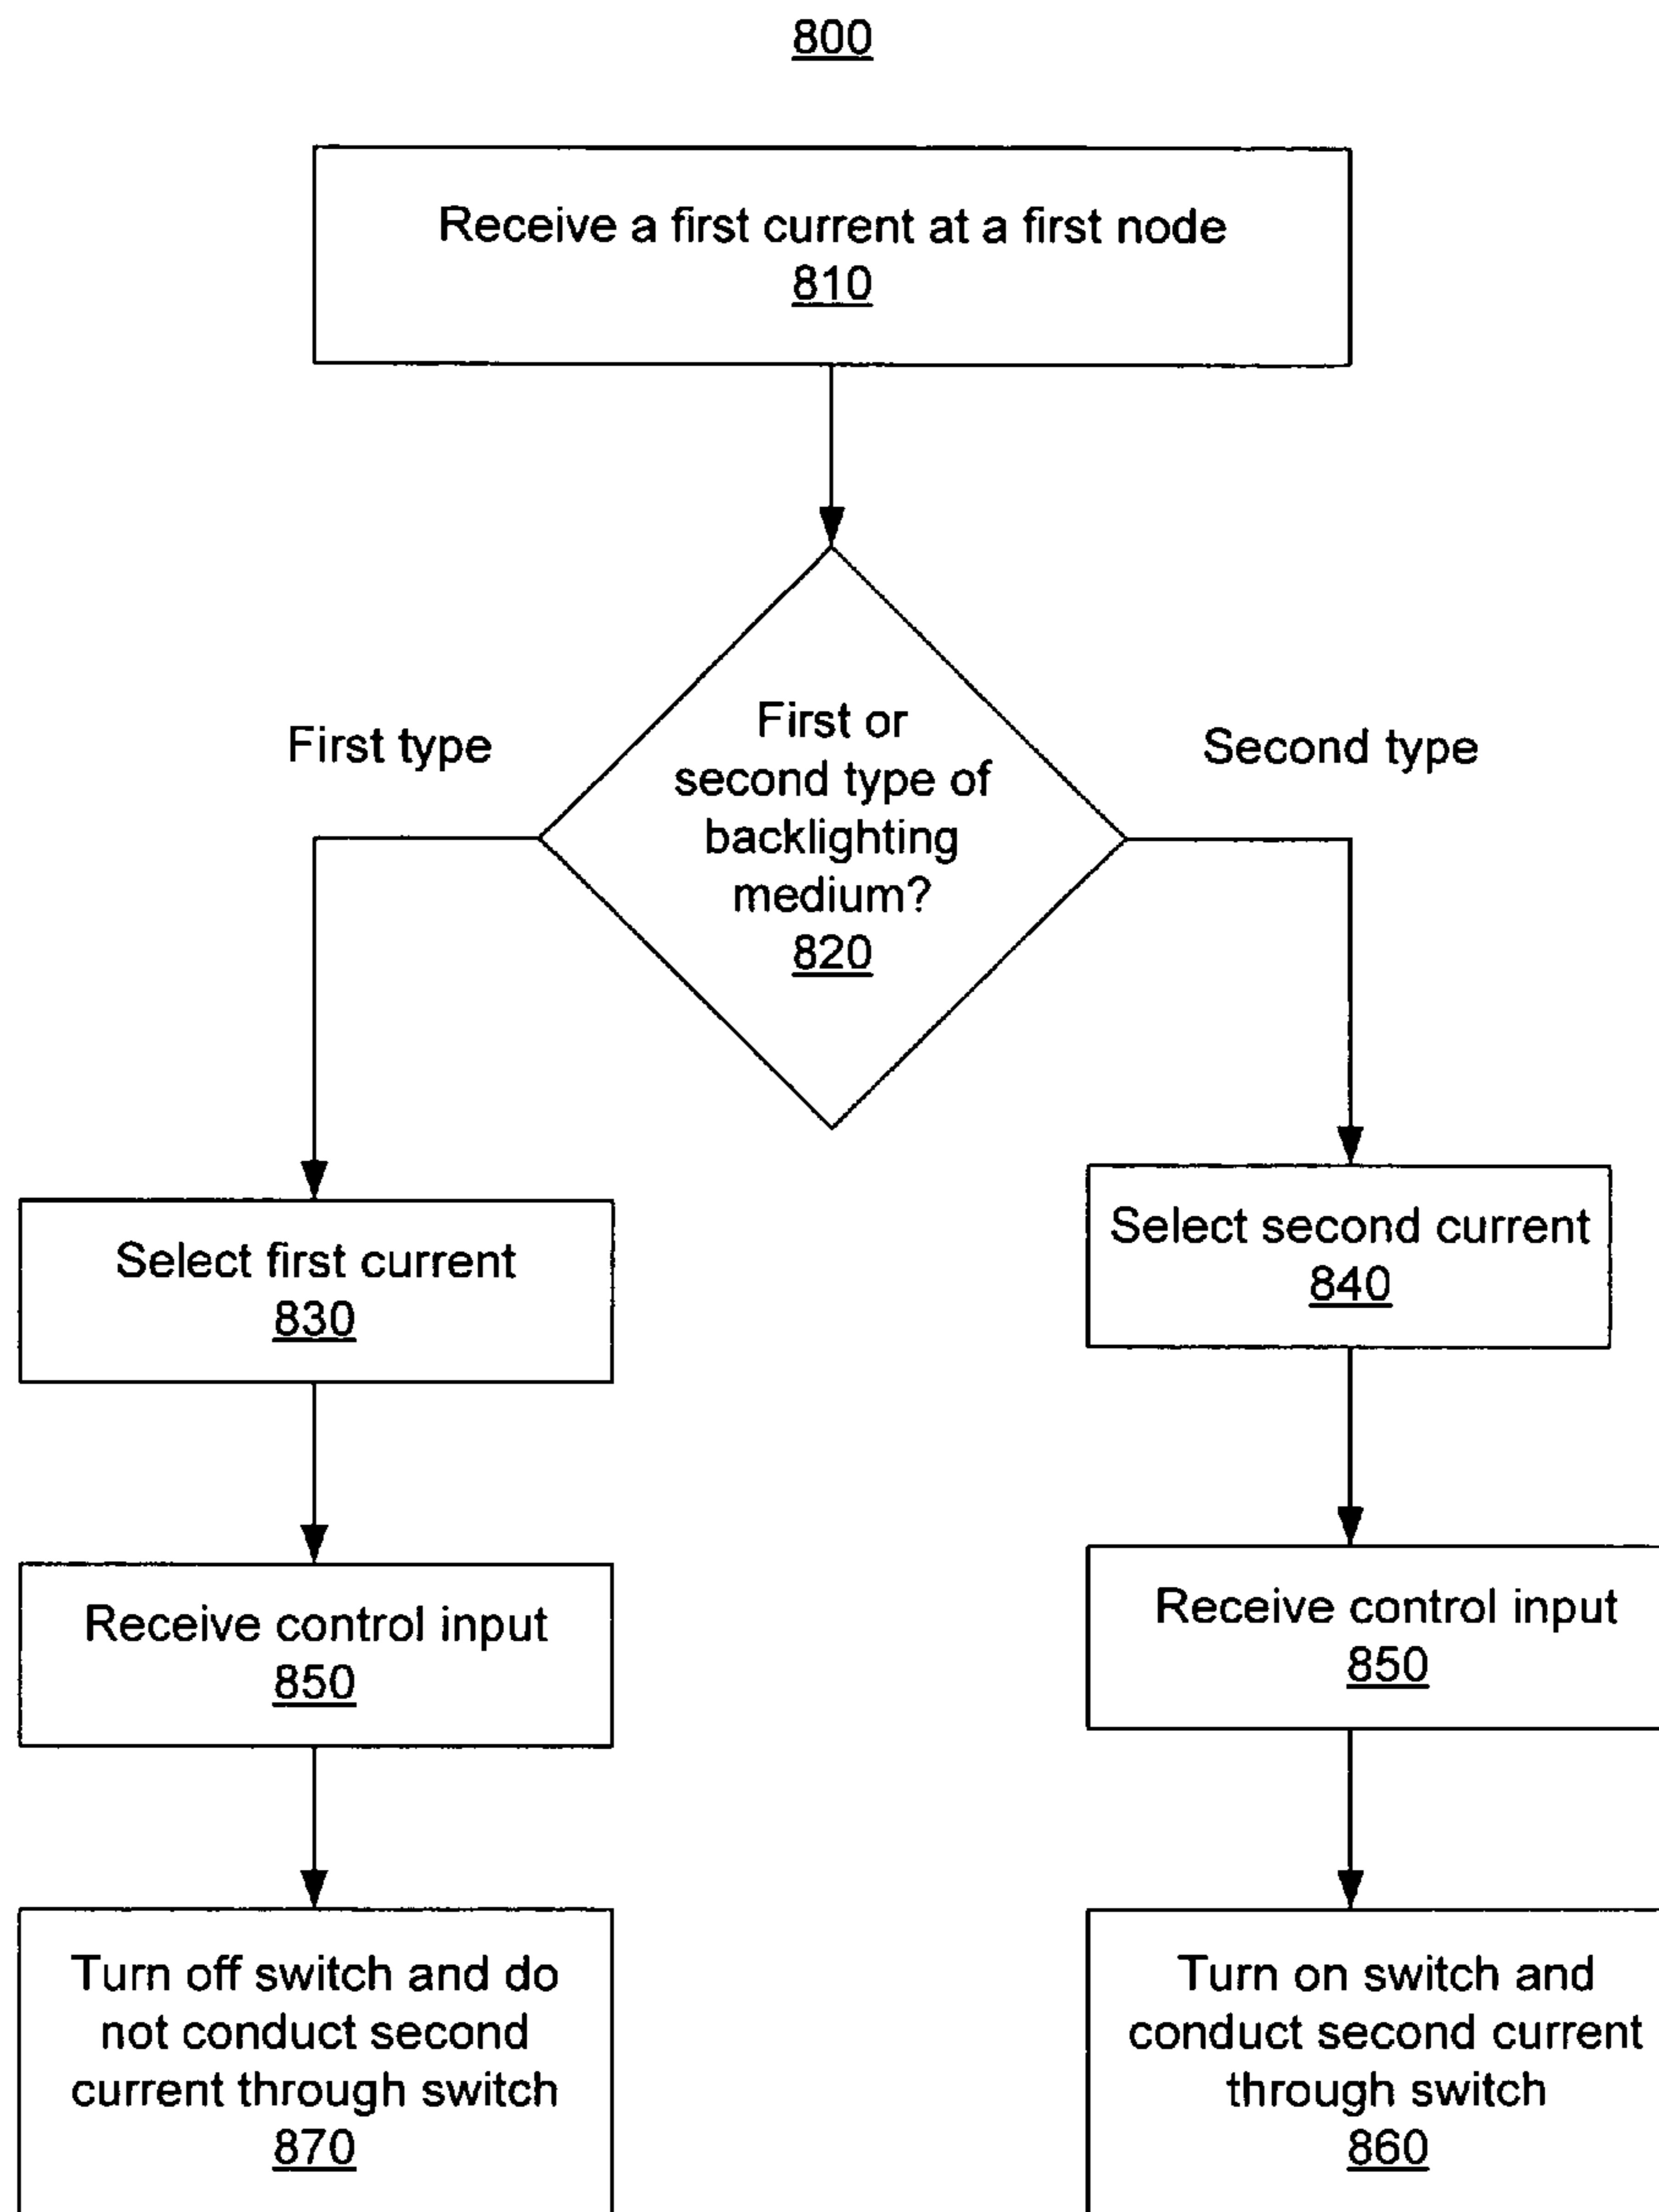 800
Receive a first current at a first node
810
First or
second type of
backlighting
medium?
820
First type
Second type
Select first current
830
Select second current
840
Receive control input
850
Receive control input
850
Turn off switch and do
not conduct second
current through switch
870
Turn on switch and
conduct second current
through switch
860